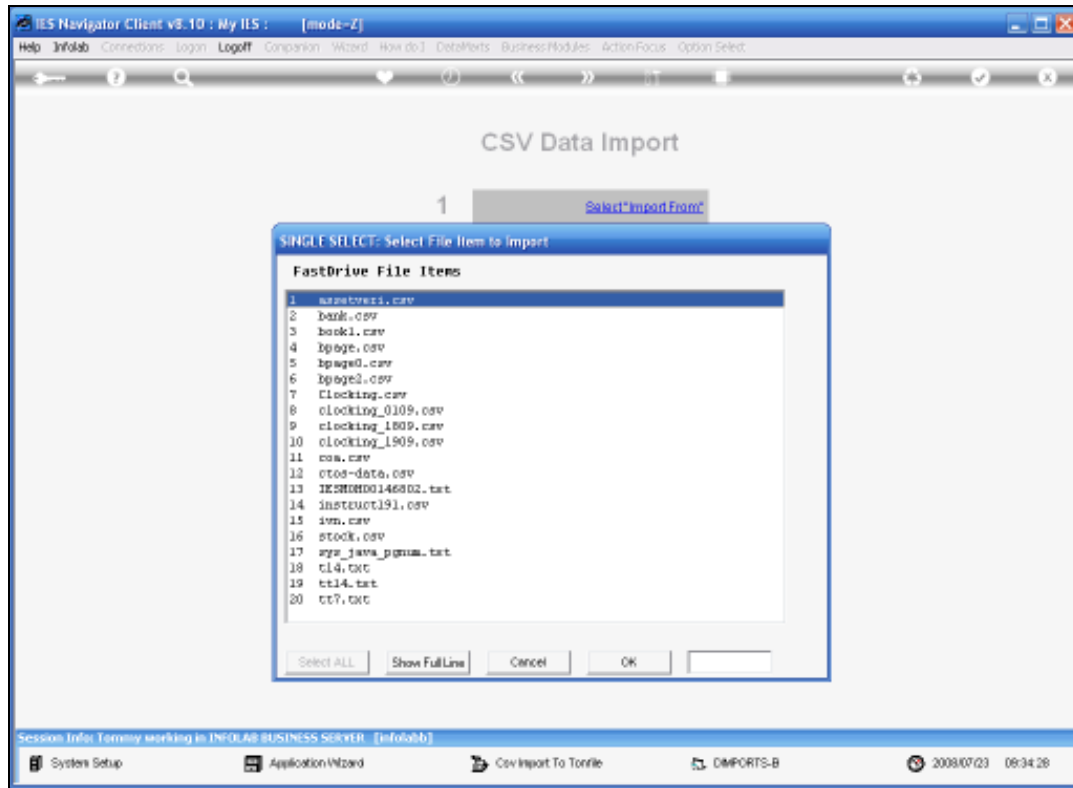 IES Navigator Client v8.10 : My IES : [mode=Z]
Help Infolab Connections Logon Logoff Companion Wizard How do I DataMarts Business Modules Action Focus Option Select
CSV Data Import
1 Select "Import From"
SINGLE SELECT: Select File Item to Import
FastDrive File Items
1 assetveri.csv
2 bank.csv
3 book1.csv
4 bpage.csv
5 bpage0.csv
6 bpage2.csv
7 Clocking.csv
8 clocking_0109.csv
9 clocking_1809.csv
10 clocking_1909.csv
11 com.csv
12 ctos-data.csv
13
14 instruct191.csv
15 ivn.csv
16 stock.csv
17 sys_java_pgnum.txt
18 tl4.txt
19 ttl4.txt
20 tt7.txt
Select ALL Show Full Line Cancel OK
Session Info: Tommy working in INFOLAB BUSINESS SERVER [infolabb]
System Setup Application Wizard Csv Import To Tonfile DIMPORTS-B 2008/07/23 09:34:28